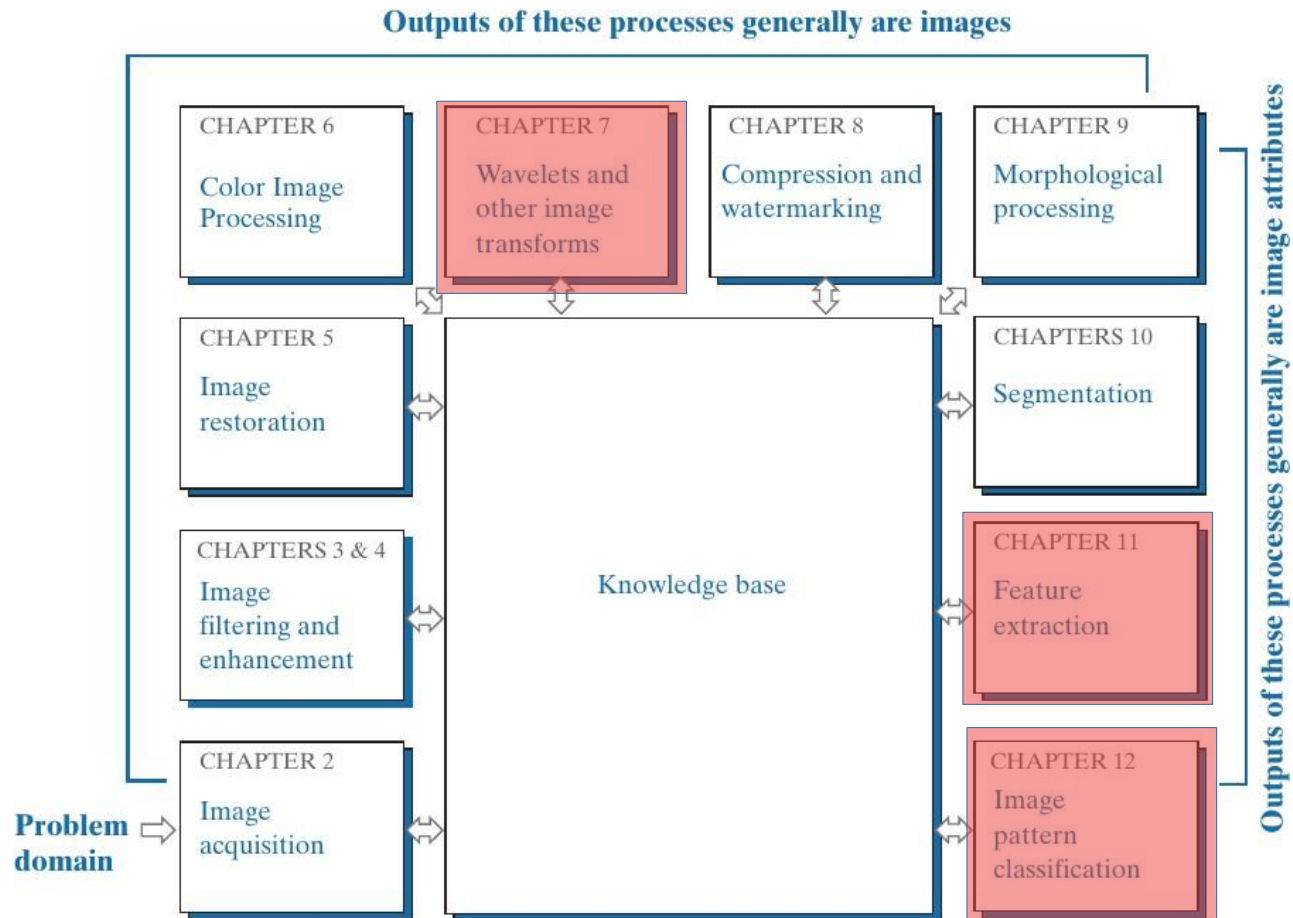 Outputs of these processes generally are images
CHAPTER 6
Color Image
Processing
CHAPTER 7
Wavelets and
other image
transforms
CHAPTER 8
Compression and
watermarking
CHAPTER 9
Morphological
processing
CHAPTER 5
Image
restoration
CHAPTERS 10
Segmentation
CHAPTERS 3 & 4
Image
filtering and
enhancement
Knowledge base
CHAPTER 11
Feature
extraction
CHAPTER 2
Image
acquisition
CHAPTER 12
Image
pattern
classification
Problem
domain
Outputs of these processes generally are image attributes